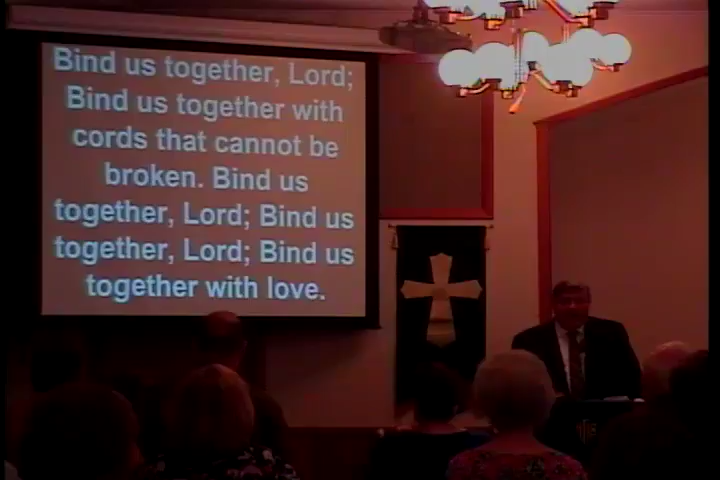 Bind us together, Lord;
Bind us together with
cords that cannot be
broken. Bind us
together, Lord; Bind us
together, Lord; Bind us
together with love.